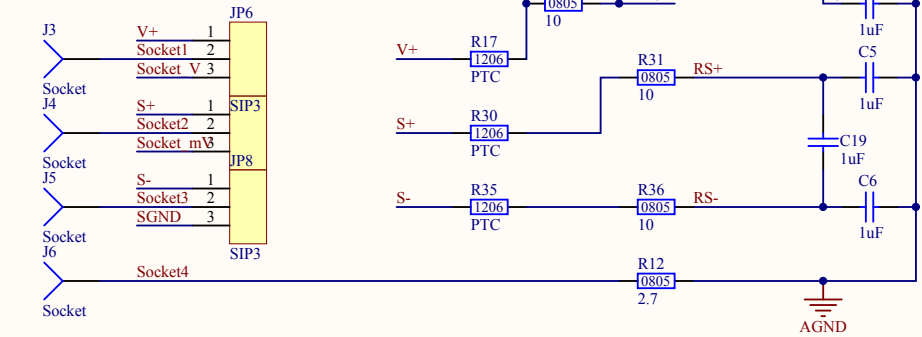 JP6
0805
10
1uF
J3
V+ 1
Socket1 2
Socket_V 3
Socket
V+
R17
1206
PTC
R31
0805
10
RS+
C5
1uF
J4
S+ 1
SIP3
Socket2 2
Socket_mV 3
Socket
JP8
S+
R30
1206
PTC
C19
1uF
J5
S- 1
Socket3 2
SGND 3
Socket
SIP3
S-
R35
1206
PTC
R36
0805
10
RS-
C6
1uF
J6
Socket4
Socket
R12
0805
2.7
AGND